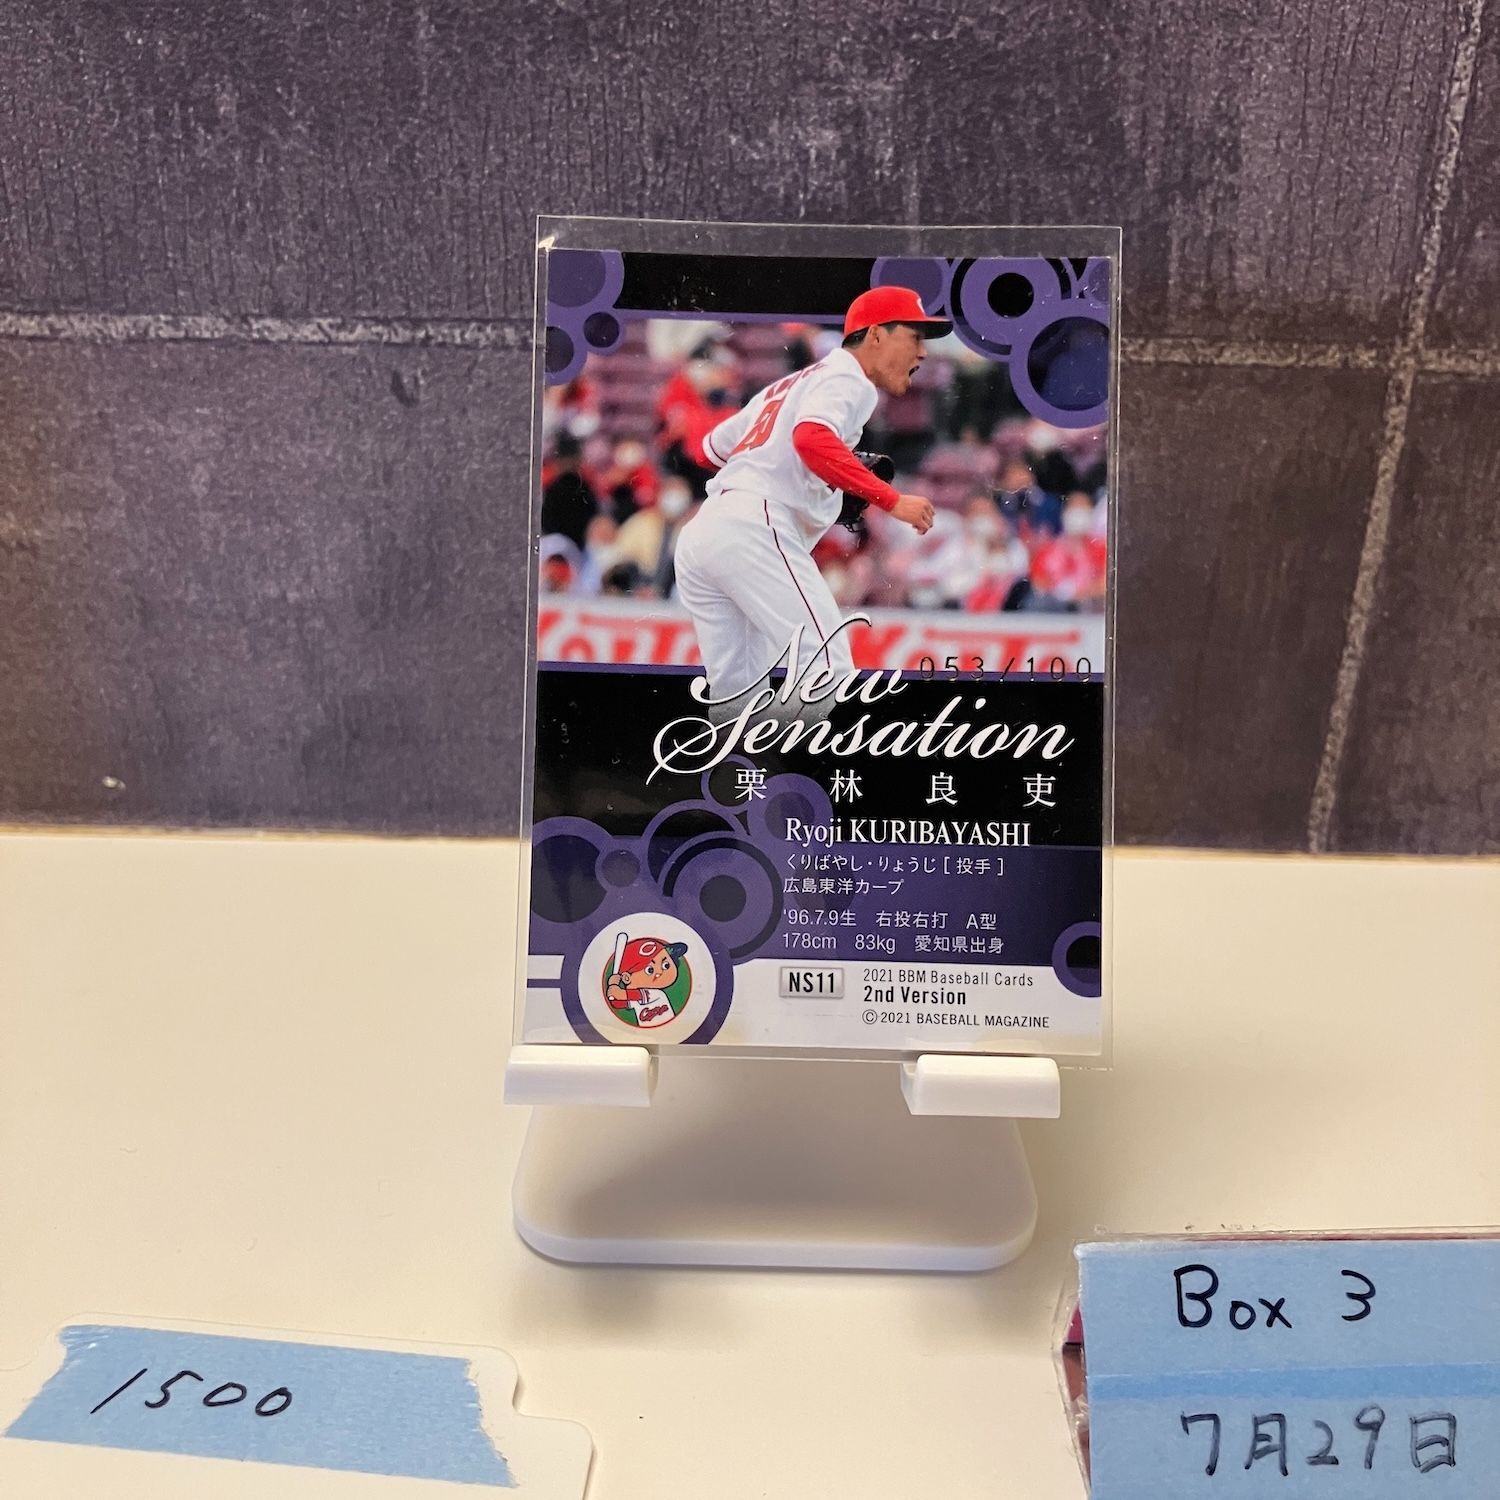 053/100
New
Sensation
栗林良吏
Ryoji KURIBAYASHI
くりばやし・りょうじ [ 投手 ]
広島東洋カープ
'96.7.9生 右投右打 A型
178cm 83kg 愛知県出身
NS11
2021 BBM Baseball Cards
2nd Version
©2021 BASEBALL MAGAZINE
1500
Box 3
7月29日